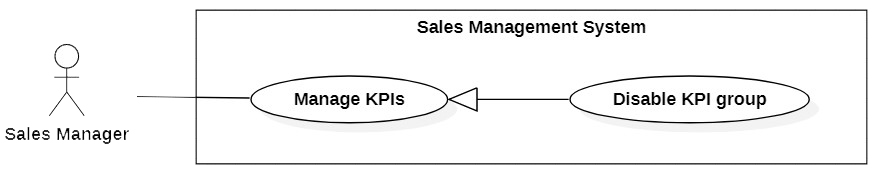 Sales Management System
Manage KPIs
Disable KPI group
Sales Manager